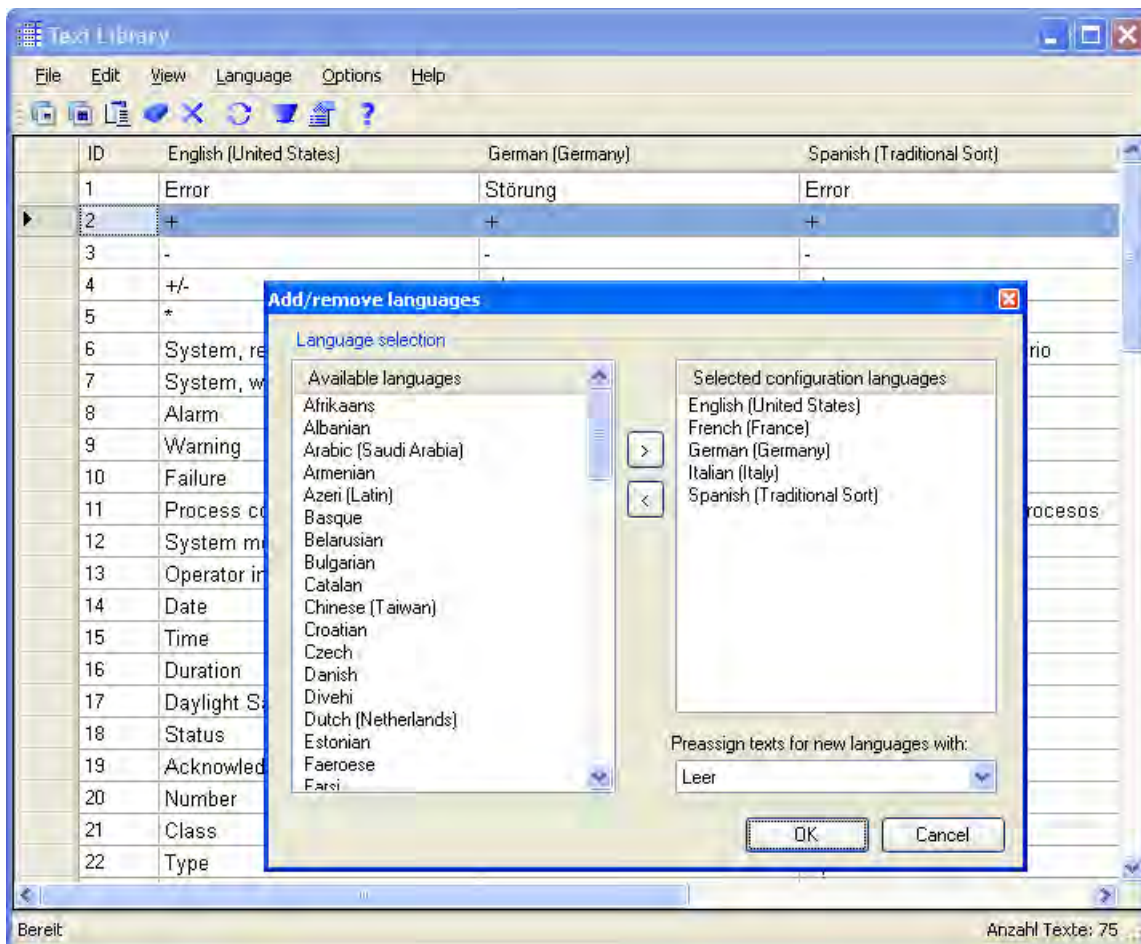 Text Library
File Edit View Language Options Help
ID English (United States) German (Germany) Spanish (Traditional Sort)
1 Error Störung Error
2 + + +
3 - - -
4 +/-
5 *
6 System, re rio
7 System, w
8 Alarm
9 Warning
10 Failure
11 Process co rocesos
12 System m
13 Operator in
14 Date
15 Time
16 Duration
17 Daylight S
18 Status
19 Acknowled
20 Number
21 Class
22 Type
Add/remove languages
Language selection
Available languages
Afrikaans
Albanian
Arabic (Saudi Arabia)
Armenian
Azeri (Latin)
Basque
Belarusian
Bulgarian
Catalan
Chinese (Taiwan)
Croatian
Czech
Danish
Divehi
Dutch (Netherlands)
Estonian
Faeroese
Farsi
>
<
Selected configuration languages
English (United States)
French (France)
German (Germany)
Italian (Italy)
Spanish (Traditional Sort)
Preassign texts for new languages with:
Leer
OK Cancel
Bereit Anzahl Texte: 75